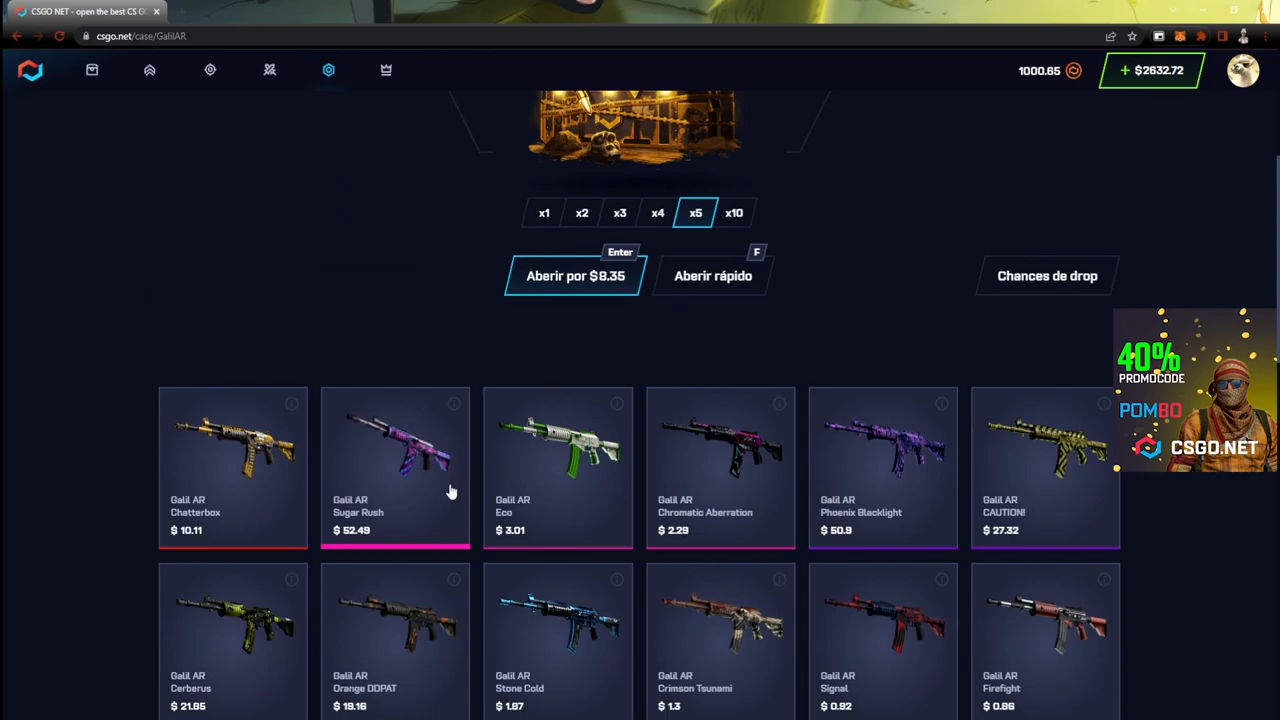 CSGO NET - open the best CS G
csgo.net/case/GalilAR
1000.65
+ $2632.72
x1
x2
x3
x4
x5
x10
Enter
F
Aberir por $8.35
Aberir rápido
Chances de drop
40%
PROMOCODE
POMBO
CSGO.NET
Galil AR
Chatterbox
$ 10.11
Galil AR
Sugar Rush
$ 52.49
Galil AR
Eco
$ 3.01
Galil AR
Chromatic Aberration
$ 2.29
Galil AR
Phoenix Blacklight
$ 50.9
Galil AR
CAUTION!
$ 27.32
Galil AR
Cerberus
$ 21.85
Galil AR
Orange DDPAT
$ 19.16
Galil AR
Stone Cold
$ 1.87
Galil AR
Crimson Tsunami
$ 1.3
Galil AR
Signal
$ 0.92
Galil AR
Firefight
$ 0.86